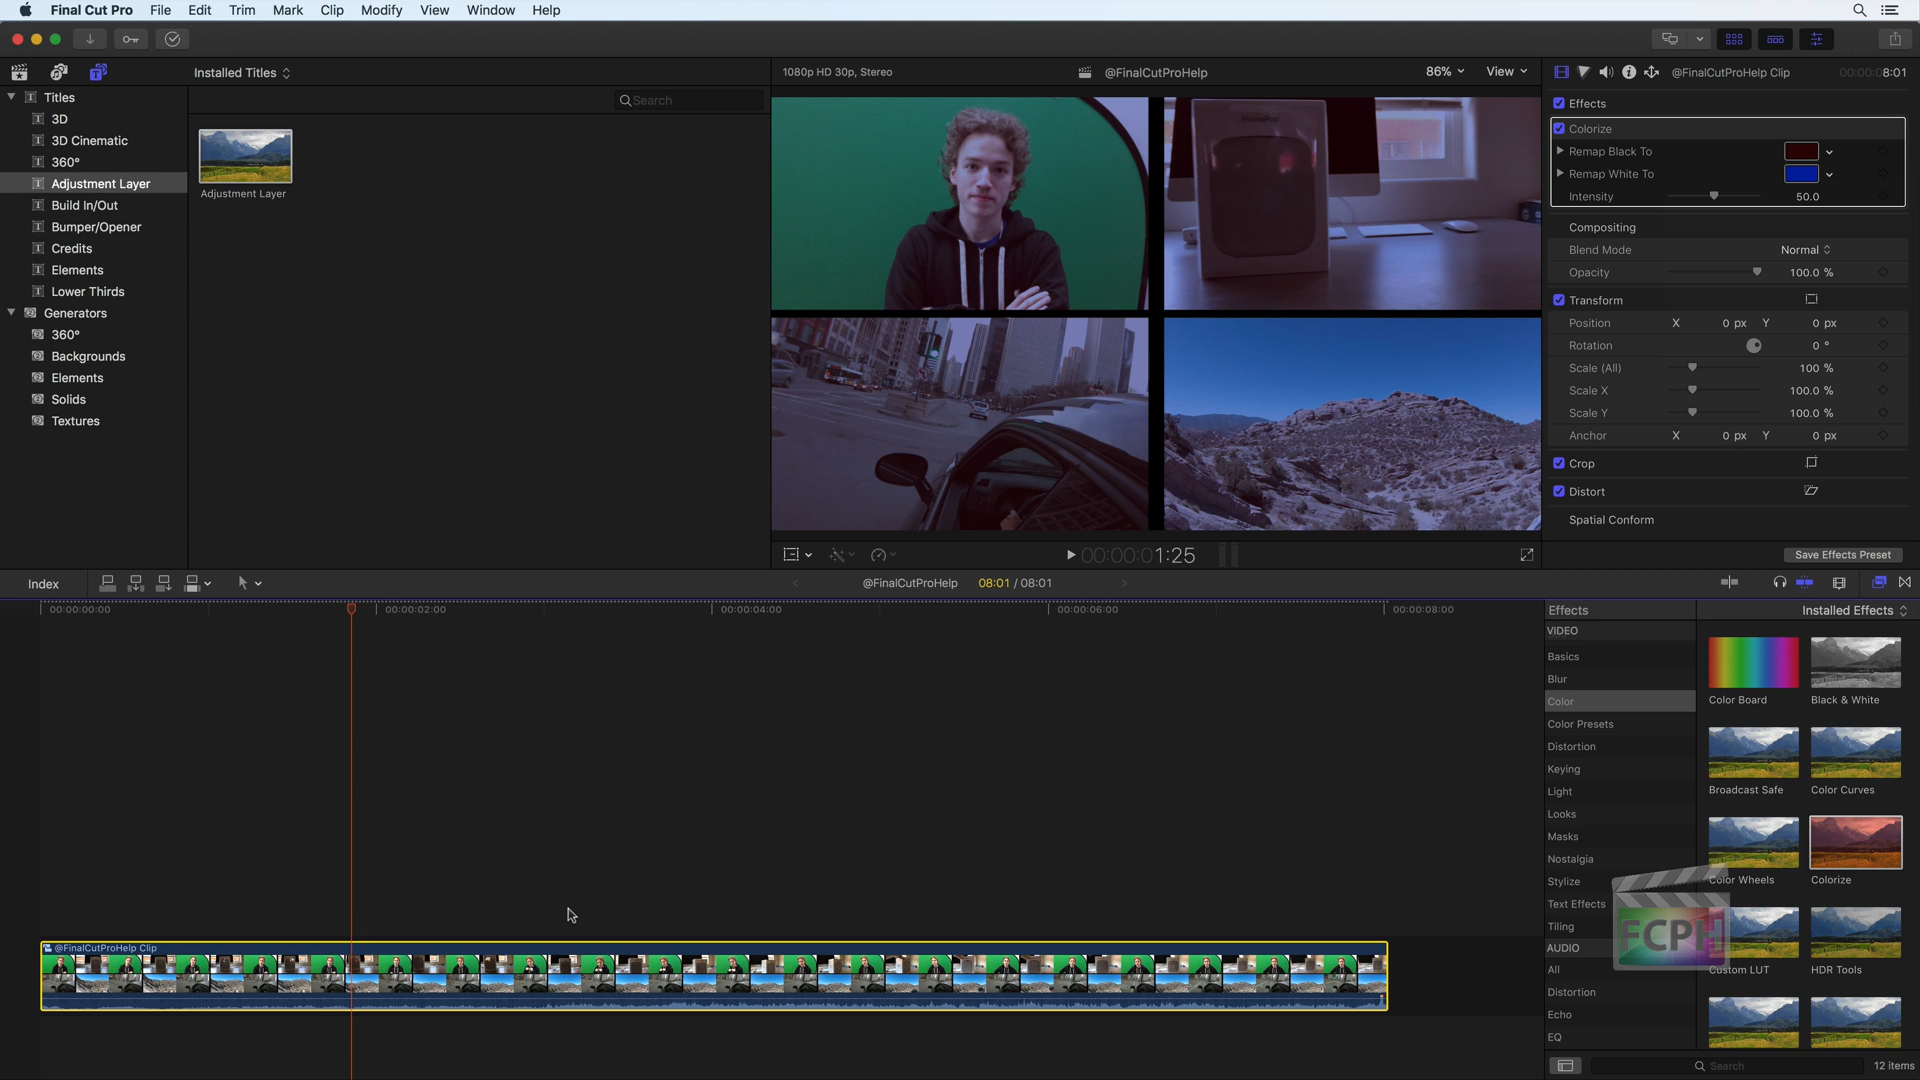 Final Cut Pro File Edit Trim Mark Clip Modify View Window Help
Installed Titles
1080p HD 30p, Stereo
@FinalCutProHelp
86%
View
@FinalCutProHelp Clip
00:00:08:01
Titles
3D
3D Cinematic
360°
Adjustment Layer
Build In/Out
Bumper/Opener
Credits
Elements
Lower Thirds
Generators
360°
Backgrounds
Elements
Solids
Textures
Search
Adjustment Layer
HomePod
Effects
Colorize
Remap Black To
Remap White To
Intensity 50.0
Compositing
Blend Mode Normal
Opacity 100.0 %
Transform
Position X 0 px Y 0 px
Rotation 0 °
Scale (All) 100 %
Scale X 100.0 %
Scale Y 100.0 %
Anchor X 0 px Y 0 px
Crop
Distort
Spatial Conform
Save Effects Preset
00:00:01:25
Index
@FinalCutProHelp 08:01 / 08:01
00:00:00:00 00:00:02:00 00:00:04:00 00:00:06:00 00:00:08:00
@FinalCutProHelp Clip
Effects
Installed Effects
VIDEO
Basics
Blur
Color
Color Presets
Distortion
Keying
Light
Looks
Masks
Nostalgia
Stylize
Text Effects
Tiling
AUDIO
All
Distortion
Echo
EQ
Color Board Black & White
Broadcast Safe Color Curves
Color Wheels Colorize
Custom LUT HDR Tools
FCPH
Search
12 items